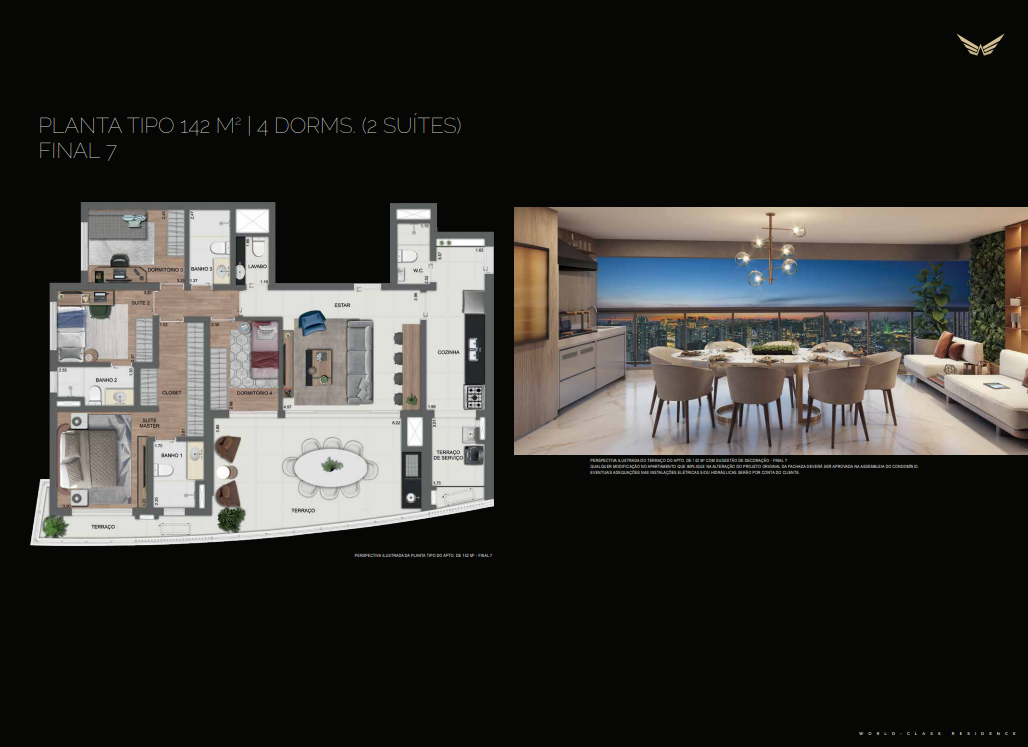 PLANTA TIPO 142 M² | 4 DORMS. (2 SUÍTES)
FINAL 7
DORMITÓRIO 3
BANHO 3
LAVABO
W.C.
SUÍTE 2
ESTAR
COZINHA
BANHO 2
CLOSET
DORMITÓRIO 4
SUÍTE
MASTER
BANHO 1
TERRAÇO
DE SERVIÇO
TERRAÇO
TERRAÇO
PERSPECTIVA ILUSTRADA DA PLANTA TIPO DO APTO. DE 142 M² - FINAL 7
PERSPECTIVA ILUSTRADA DO TERRAÇO DO APTO. DE 142 M² COM SUGESTÃO DE DECORAÇÃO - FINAL 7
QUALQUER MODIFICAÇÃO NO APARTAMENTO QUE IMPLIQUE NA ALTERAÇÃO DO PROJETO ORIGINAL DA FACHADA DEVERÁ SER APROVADA NA ASSEMBLEIA DO CONDOMÍNIO.
EVENTUAIS ADEQUAÇÕES NAS INSTALAÇÕES ELÉTRICAS E/OU HIDRÁULICAS SERÃO POR CONTA DO CLIENTE.
WORLD-CLASS RESIDENCE